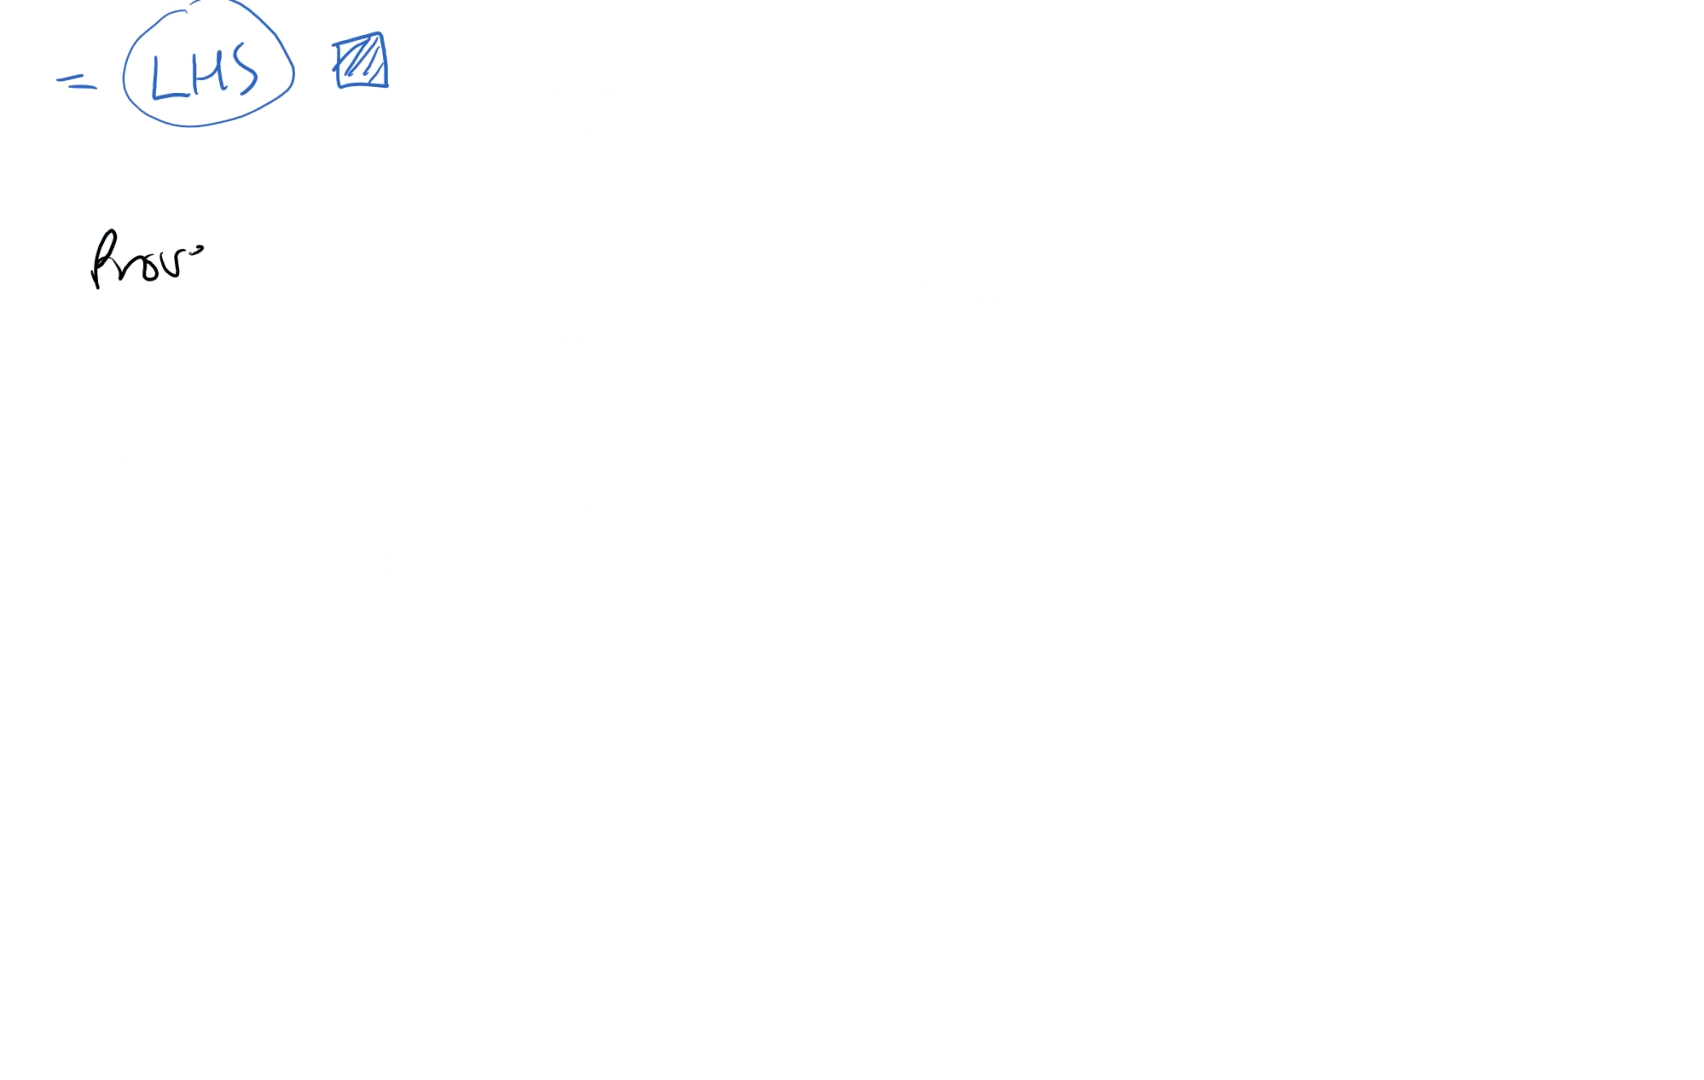 = LHS
Prov